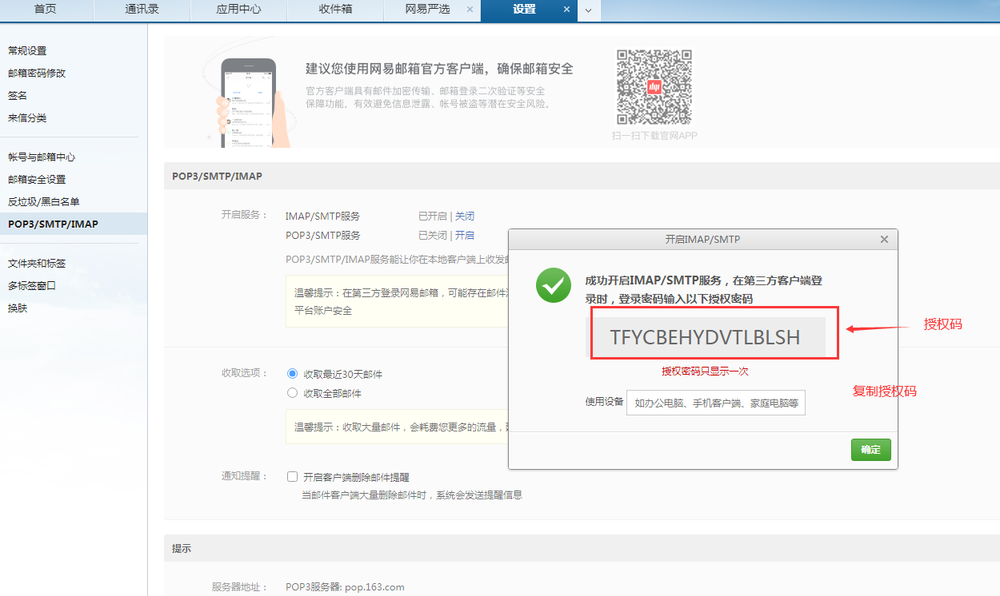 首页 通讯录 应用中心 收件箱 网易严选 × 设置 ×
常规设置
邮箱密码修改
签名
来信分类
帐号与邮箱中心
邮箱安全设置
反垃圾/黑白名单
POP3/SMTP/IMAP
文件夹和标签
多标签窗口
换肤
建议您使用网易邮箱官方客户端，确保邮箱安全
官方客户端具有邮件加密传输、邮箱登录二次验证等安全
保障功能，有效避免信息泄露、帐号被盗等潜在安全风险。
扫一扫下载官网APP
POP3/SMTP/IMAP
开启服务： IMAP/SMTP服务 已开启 | 关闭
POP3/SMTP服务 已关闭 | 开启
POP3/SMTP/IMAP服务能让你在本地客户端上收发
温馨提示：在第三方登录网易邮箱，可能存在邮件
平台账户安全
收取选项： 收取最近30天邮件
收取全部邮件
温馨提示：收取大量邮件，会耗费您更多的流量，
通知提醒： 开启客户端删除邮件提醒
当邮件客户端大量删除邮件时，系统会发送提醒信息
提示
服务器地址： POP3服务器: pop.163.com
开启IMAP/SMTP ×
成功开启IMAP/SMTP服务，在第三方客户端登
录时，登录密码输入以下授权密码
TFYCBEHYDVTLBLSH
授权密码只显示一次
使用设备 如办公电脑、手机客户端、家庭电脑等
确定
授权码
复制授权码